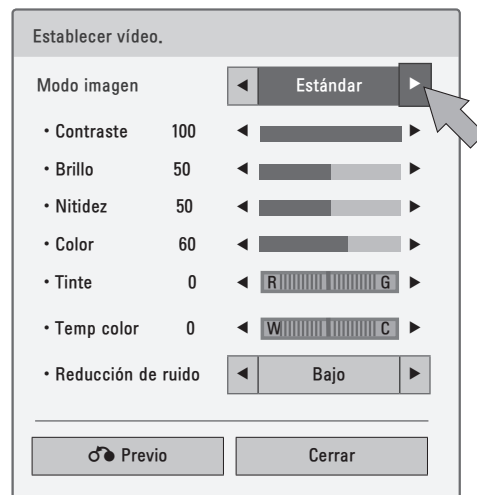 Establecer vídeo.
Modo imagen Estándar
• Contraste 100
• Brillo 50
• Nitidez 50
• Color 60
• Tinte 0 R G
• Temp color 0 W C
• Reducción de ruido Bajo
Previo Cerrar